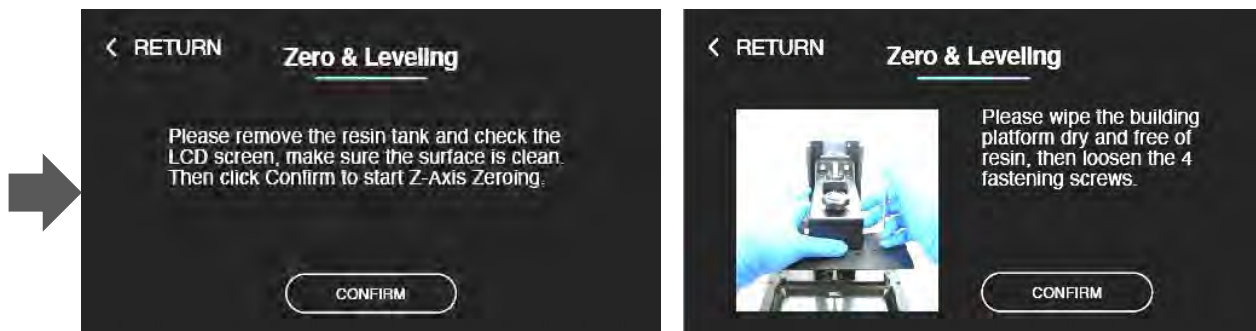 < RETURN
Zero & Leveling
Please remove the resin tank and check the
LCD screen, make sure the surface is clean.
Then click Confirm to start Z-Axis Zeroing.
CONFIRM
< RETURN
Zero & Leveling
Please wipe the building
platform dry and free of
resin, then loosen the 4
fastening screws.
CONFIRM